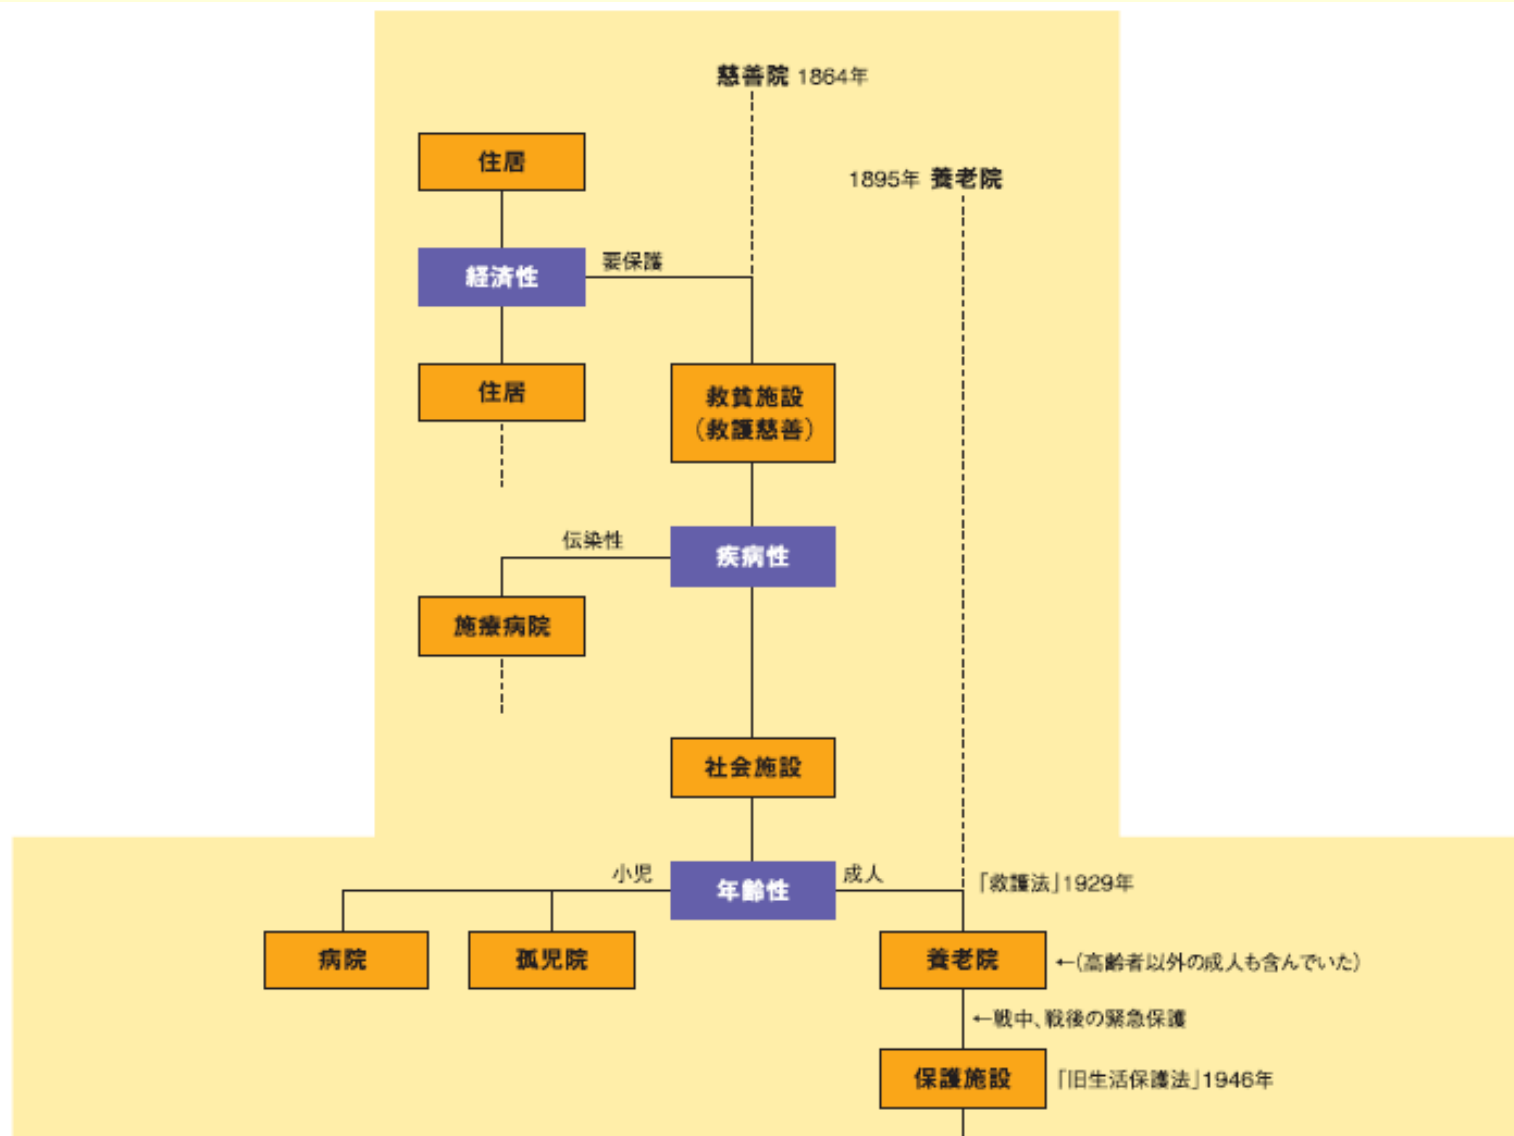 慈善院 1864年
住居
1895年 養老院
要保護
経済性
住居
救貧施設
（救護慈善）
伝染性
疾病性
施療病院
社会施設
小児
年齢性
成人
「救護法」1929年
病院
孤児院
養老院
←（高齢者以外の成人も含んでいた）
←戦中、戦後の緊急保護
保護施設
「旧生活保護法」1946年